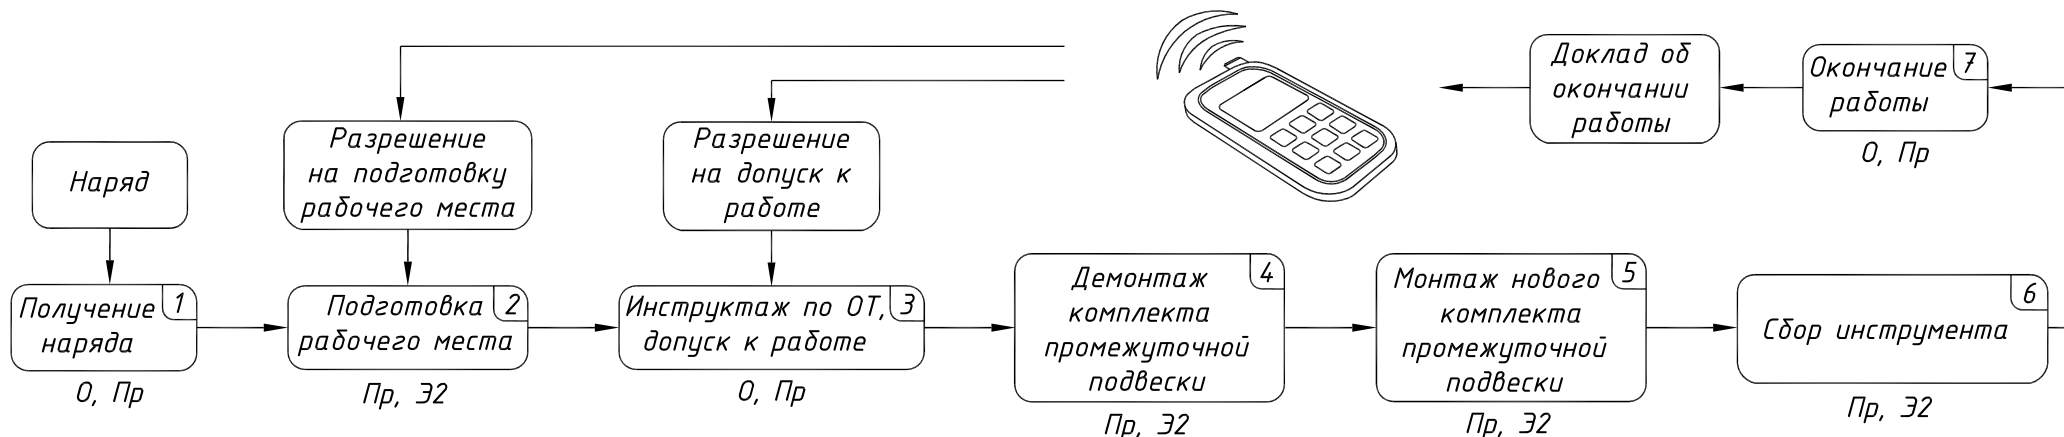 Наряд
Разрешение
на подготовку
рабочего места
Разрешение
на допуск к
работе
Доклад об
окончании
работы
Окончание
работы
7
О, Пр
Получение
наряда
1
О, Пр
Подготовка
рабочего места
2
Пр, Э2
Инструктаж по ОТ,
допуск к работе
3
О, Пр
Демонтаж
комплекта
промежуточной
подвески
4
Пр, Э2
Монтаж нового
комплекта
промежуточной
подвески
5
Пр, Э2
Сбор инструмента
6
Пр, Э2